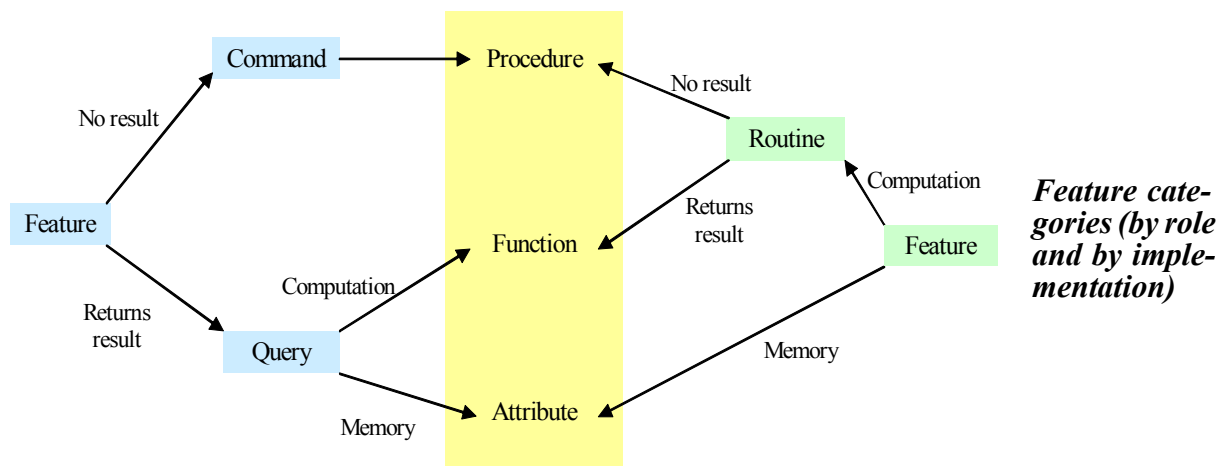 Command
Procedure
No result
No result
Routine
Computation
Feature
Returns
result
Function
Feature
Computation
Returns
result
Query
Memory
Memory
Attribute
Feature cate-
gories (by role
and by imple-
mentation)